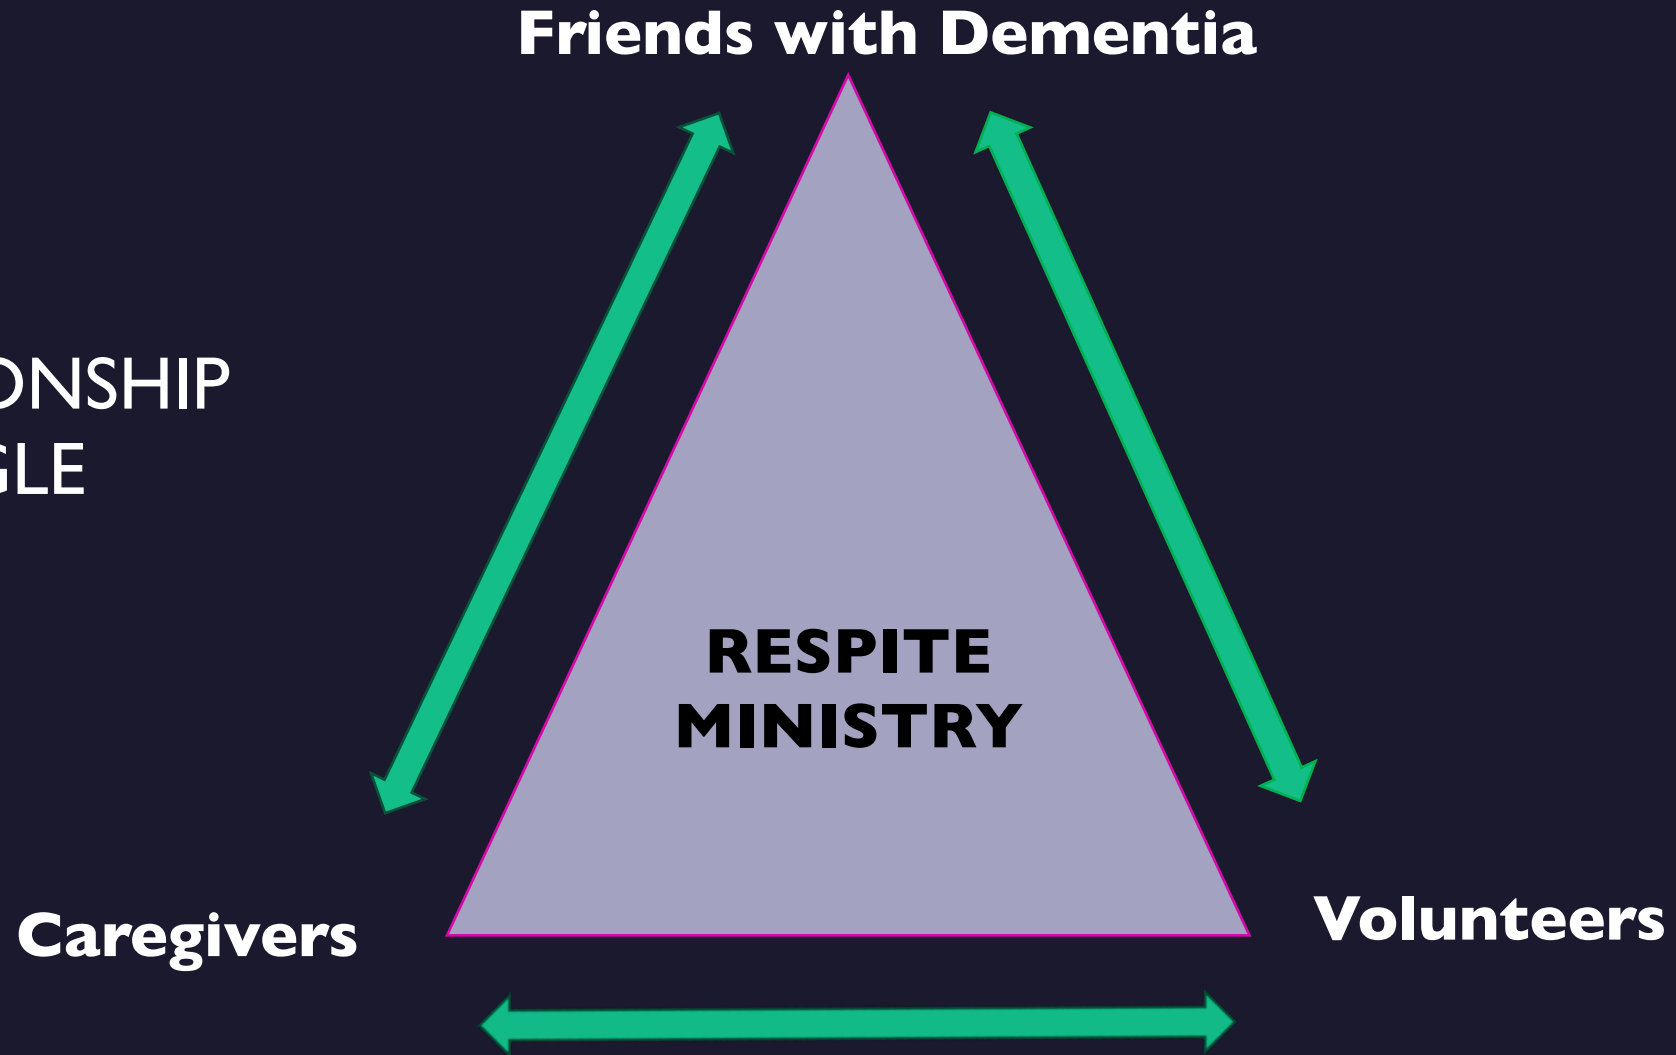 Friends with Dementia
ONSHIP
GLE
RESPITE
MINISTRY
Caregivers
Volunteers